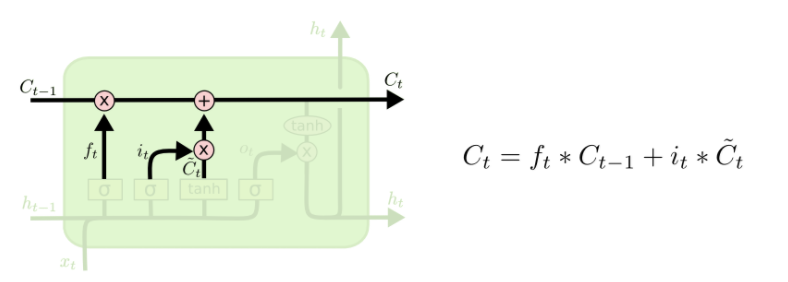 h_t
C_{t-1}
C_t
x
+
tanh
f_t
i_t
o_t
x
x
C̃_t
σ
σ
tanh
σ
h_{t-1}
h_t
x_t
C_t = f_t * C_{t-1} + i_t * C̃_t